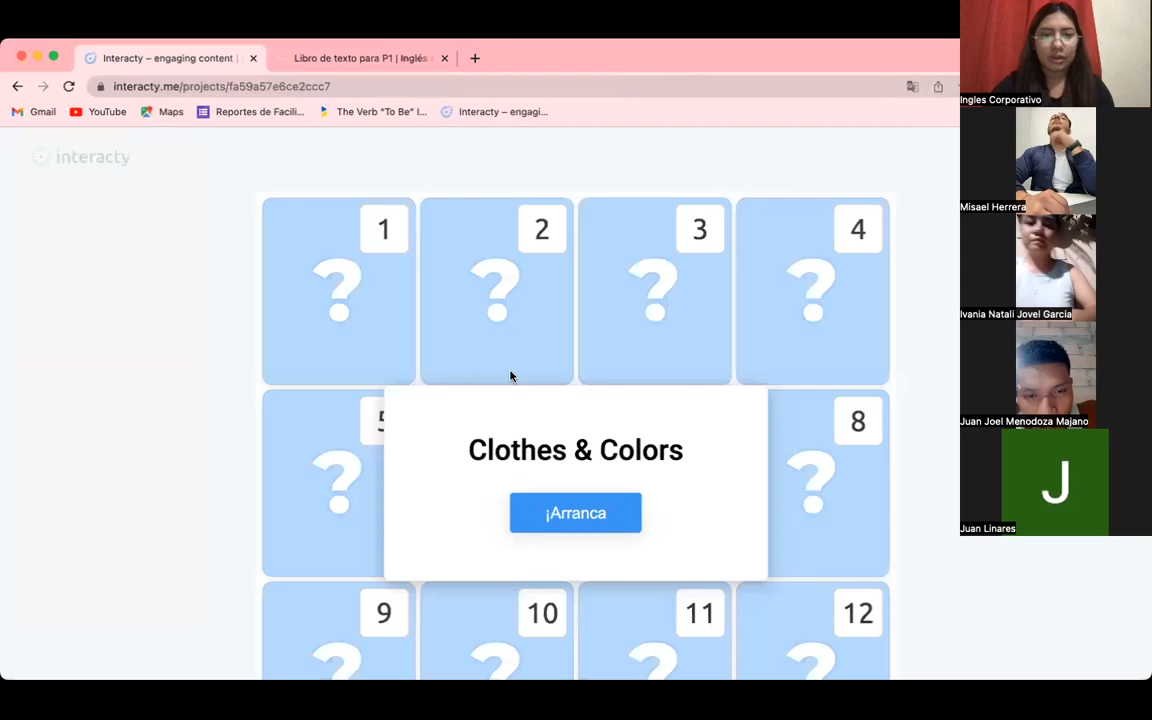 Interacty – engaging content |
Libro de texto para P1 | Inglés
interacty.me/projects/fa59a57e6ce2ccc7
Gmail
YouTube
Maps
Reportes de Facili...
The Verb "To Be" I...
Interacty – engagi...
interacty
1
2
3
4
5
8
Clothes & Colors
¡Arranca
9
10
11
12
Ingles Corporativo
Misael Herrera
Ivania Natali Jovel Garcia
Juan Joel Menodoza Majano
J
Juan Linares